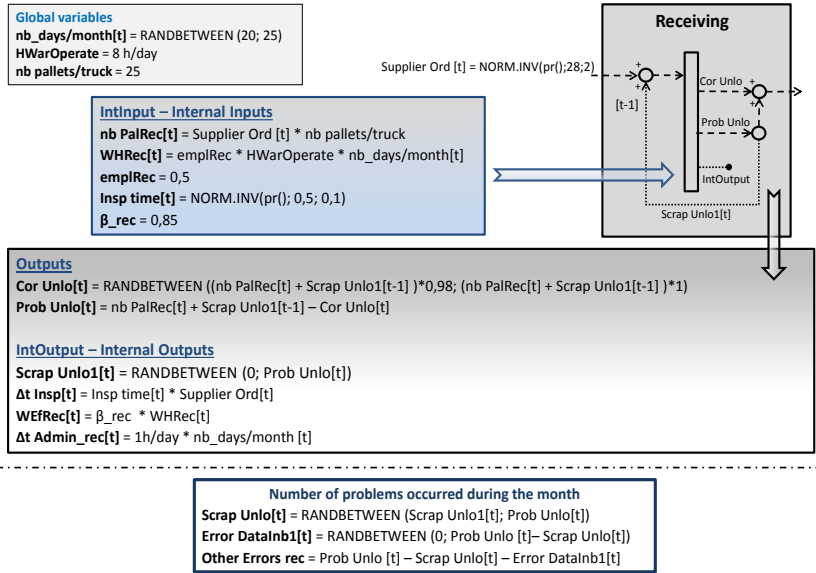 Global variables
nb_days/month[t] = RANDBETWEEN (20; 25)
HWarOperate = 8 h/day
nb pallets/truck = 25
Receiving
Supplier Ord [t] = NORM.INV(pr();28;2)
+
+
[t-1]
Cor Unlo
+
+
Prob Unlo
IntOutput
Scrap Unlo1[t]
IntInput – Internal Inputs
nb PalRec[t] = Supplier Ord [t] * nb pallets/truck
WHRec[t] = emplRec * HWarOperate * nb_days/month[t]
emplRec = 0,5
Insp time[t] = NORM.INV(pr(); 0,5; 0,1)
β_rec = 0,85
Outputs
Cor Unlo[t] = RANDBETWEEN ((nb PalRec[t] + Scrap Unlo1[t-1] )*0,98; (nb PalRec[t] + Scrap Unlo1[t-1] )*1)
Prob Unlo[t] = nb PalRec[t] + Scrap Unlo1[t-1] – Cor Unlo[t]
IntOutput – Internal Outputs
Scrap Unlo1[t] = RANDBETWEEN (0; Prob Unlo[t])
Δt Insp[t] = Insp time[t] * Supplier Ord[t]
WEfRec[t] = β_rec * WHRec[t]
Δt Admin_rec[t] = 1h/day * nb_days/month [t]
Number of problems occurred during the month
Scrap Unlo[t] = RANDBETWEEN (Scrap Unlo1[t]; Prob Unlo[t])
Error DataInb1[t] = RANDBETWEEN (0; Prob Unlo [t]– Scrap Unlo[t])
Other Errors rec = Prob Unlo [t] – Scrap Unlo[t] – Error DataInb1[t]